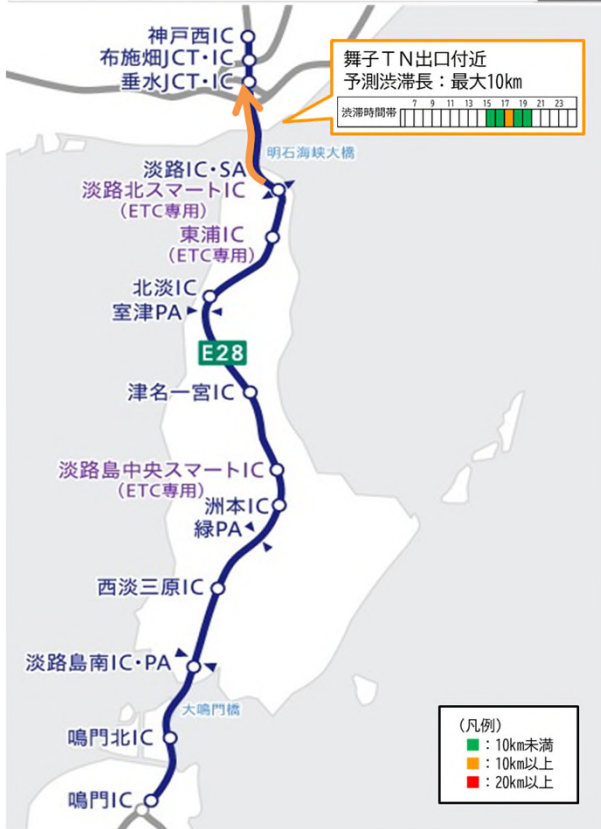 神戸西IC
布施畑JCT・IC
垂水JCT・IC
舞子TN出口付近
予測渋滞長：最大10km
渋滞時間帯
7 9 11 13 15 17 19 21 23
明石海峡大橋
淡路IC・SA
淡路北スマートIC
(ETC専用)
東浦IC
(ETC専用)
北淡IC
室津PA
E28
津名一宮IC
淡路島中央スマートIC
(ETC専用)
洲本IC
緑PA
西淡三原IC
淡路島南IC・PA
大鳴門橋
鳴門北IC
鳴門IC
(凡例)
：10km未満
：10km以上
：20km以上